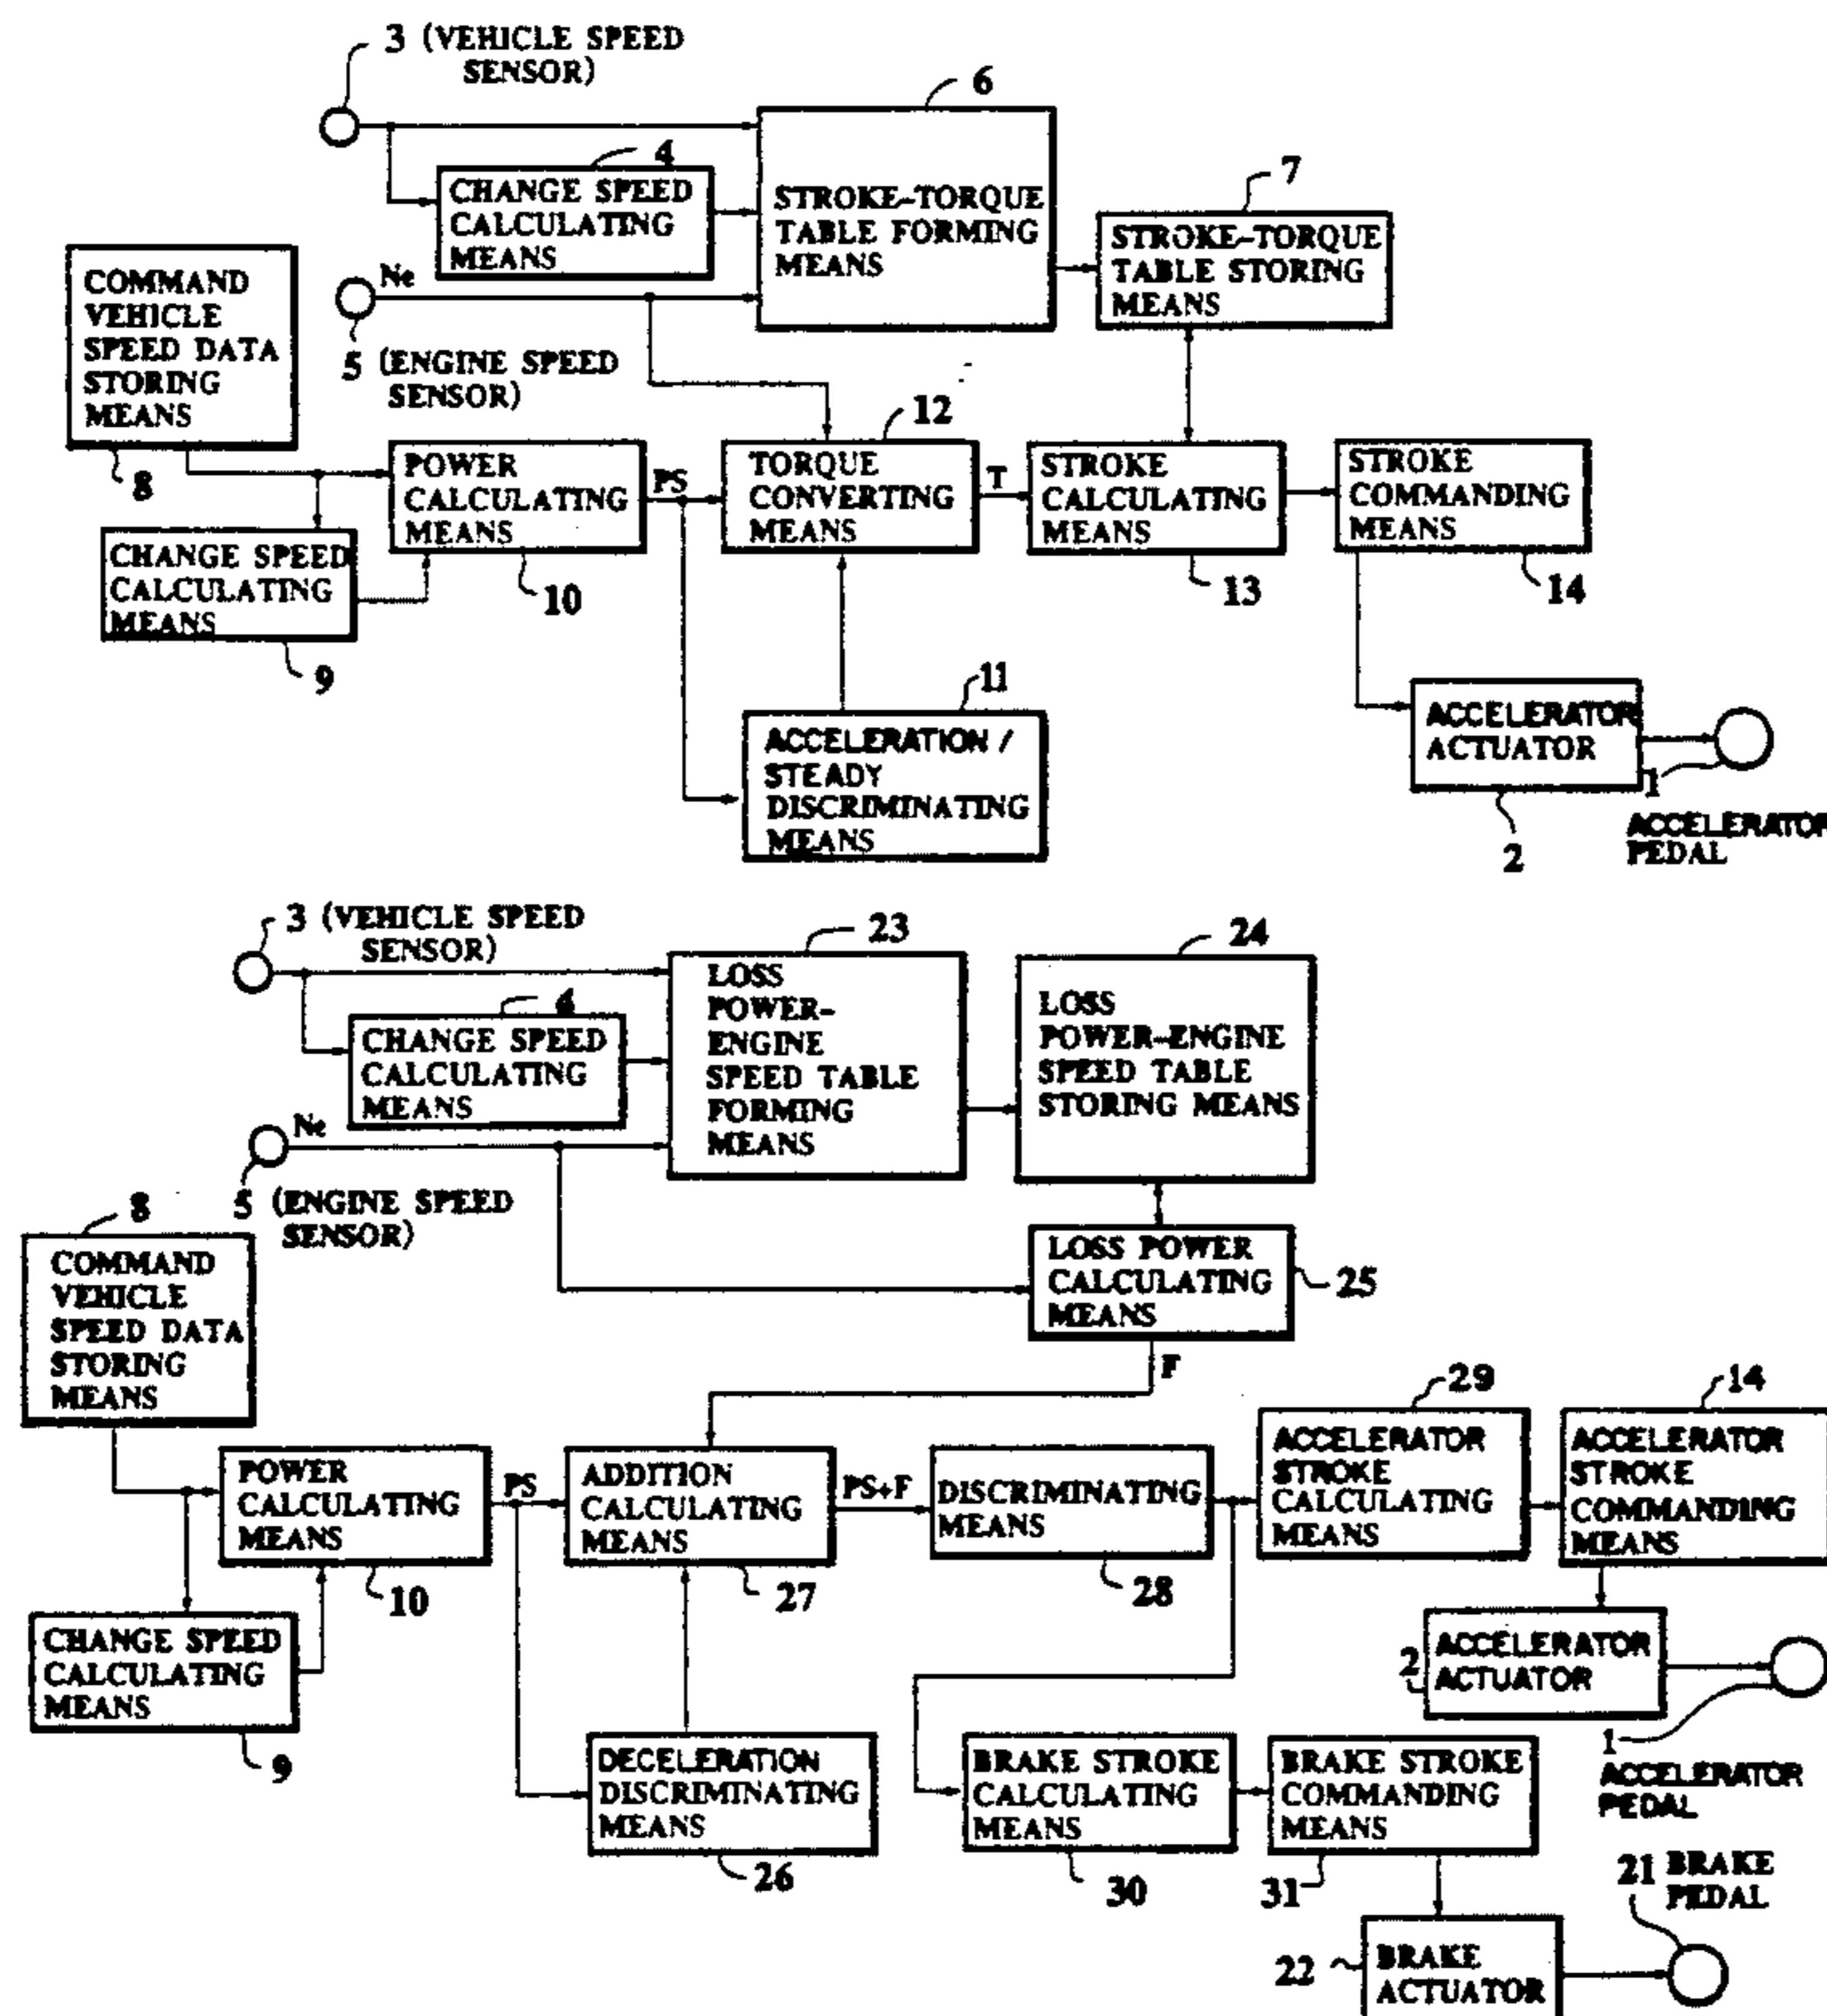 3 (VEHICLE SPEED
SENSOR)
6
4
CHANGE SPEED
CALCULATING
MEANS
STROKE-TORQUE
TABLE FORMING
MEANS
7
STROKE-TORQUE
TABLE STORING
MEANS
COMMAND
VEHICLE
SPEED DATA
STORING
MEANS
Ne
5 (ENGINE SPEED
SENSOR)
8
12
POWER
CALCULATING
MEANS
PS
TORQUE
CONVERTING
MEANS
T
STROKE
CALCULATING
MEANS
STROKE
COMMANDING
MEANS
CHANGE SPEED
CALCULATING
MEANS
10
13
14
9
11
ACCELERATION /
STEADY
DISCRIMINATING
MEANS
ACCELERATOR
ACTUATOR
1
ACCELERATOR
PEDAL
2
3 (VEHICLE SPEED
SENSOR)
23
24
4
CHANGE SPEED
CALCULATING
MEANS
LOSS
POWER-
ENGINE
SPEED TABLE
FORMING
MEANS
LOSS
POWER-ENGINE
SPEED TABLE
STORING MEANS
Ne
5 (ENGINE SPEED
SENSOR)
8
COMMAND
VEHICLE
SPEED DATA
STORING
MEANS
LOSS POWER
CALCULATING
MEANS
25
F
29
14
POWER
CALCULATING
MEANS
PS
ADDITION
CALCULATING
MEANS
PS+F
DISCRIMINATING
MEANS
ACCELERATOR
STROKE
CALCULATING
MEANS
ACCELERATOR
STROKE
COMMANDING
MEANS
10
27
28
CHANGE SPEED
CALCULATING
MEANS
9
2
ACCELERATOR
ACTUATOR
1
ACCELERATOR
PEDAL
DECELERATION
DISCRIMINATING
MEANS
26
BRAKE STROKE
CALCULATING
MEANS
30
BRAKE STROKE
COMMANDING
MEANS
31
21 BRAKE
PEDAL
22
BRAKE
ACTUATOR